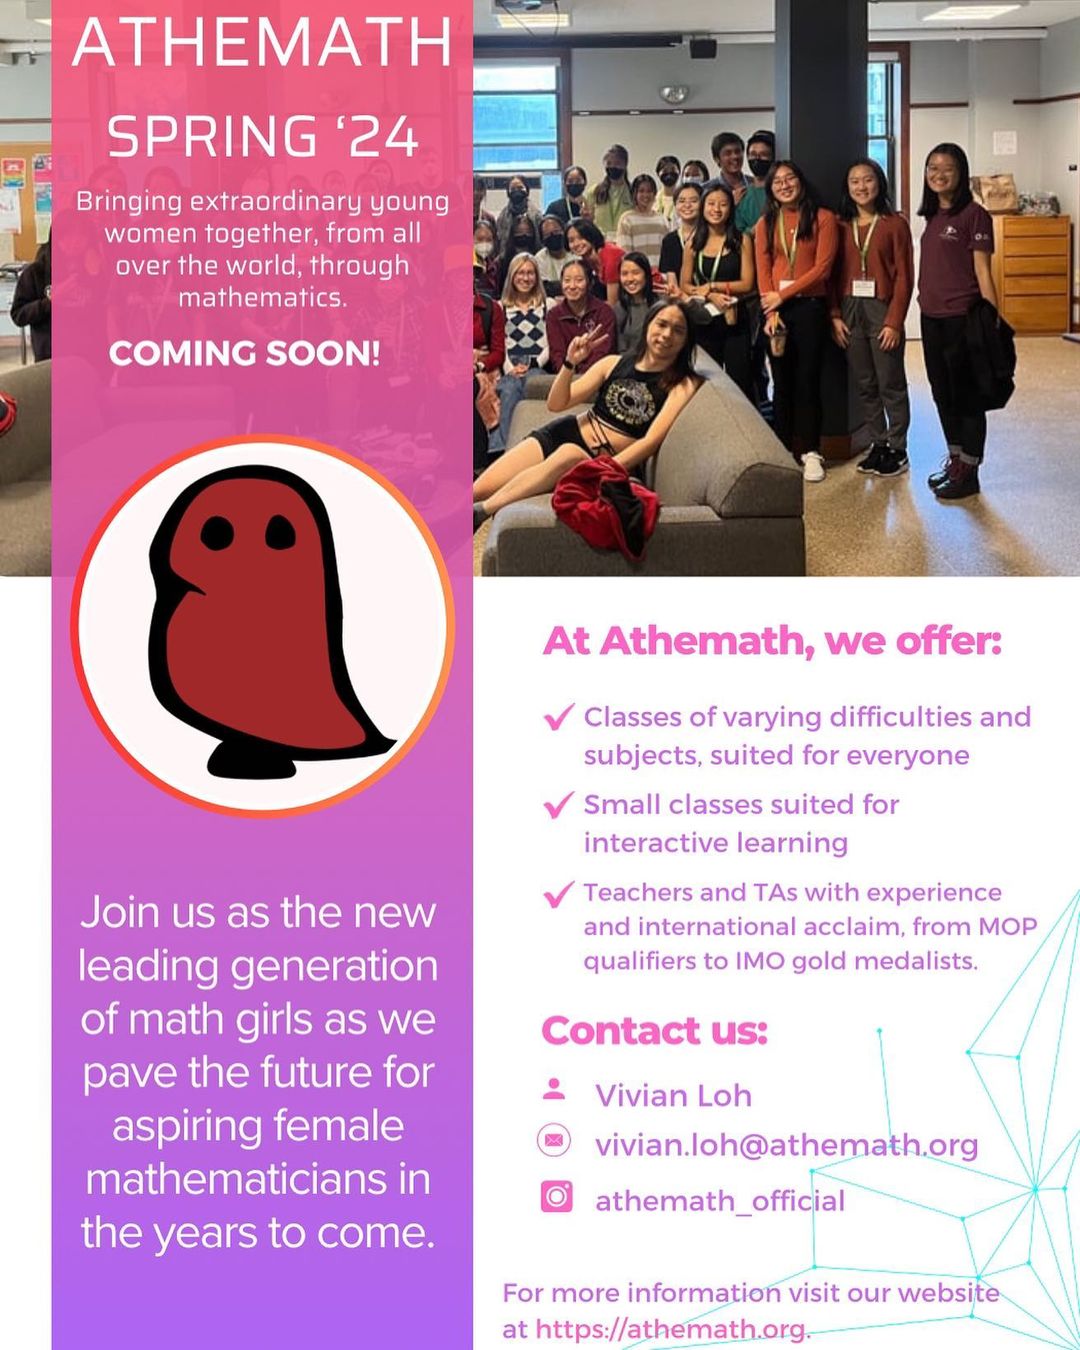 ATHEMATH
SPRING ‘24
Bringing extraordinary young
women together, from all
over the world, through
mathematics.
COMING SOON!
Join us as the new
leading generation
of math girls as we
pave the future for
aspiring female
mathematicians in
the years to come.
At Athemath, we offer:
Classes of varying difficulties and
subjects, suited for everyone
Small classes suited for
interactive learning
Teachers and TAs with experience
and international acclaim, from MOP
qualifiers to IMO gold medalists.
Contact us:
Vivian Loh
vivian.loh@athemath.org
athemath_official
For more information visit our website
at https://athemath.org.